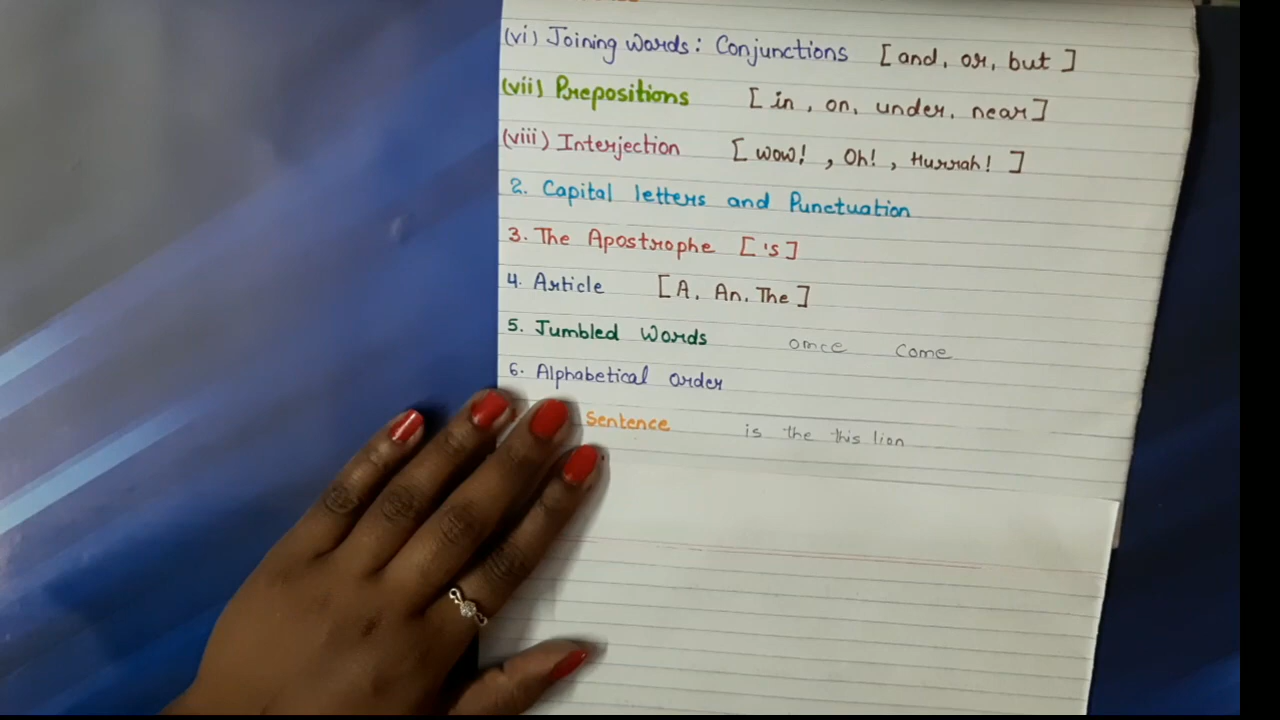 (vi) Joining words: Conjunctions [and, or, but]
(vii) Prepositions [in, on, under, near]
(viii) Interjection [wow!, Oh!, Hurrah!]
2. Capital letters and Punctuation
3. The Apostrophe ['s]
4. Article [A, An, The]
5. Jumbled Words omce come
6. Alphabetical order
Sentence is the this lion